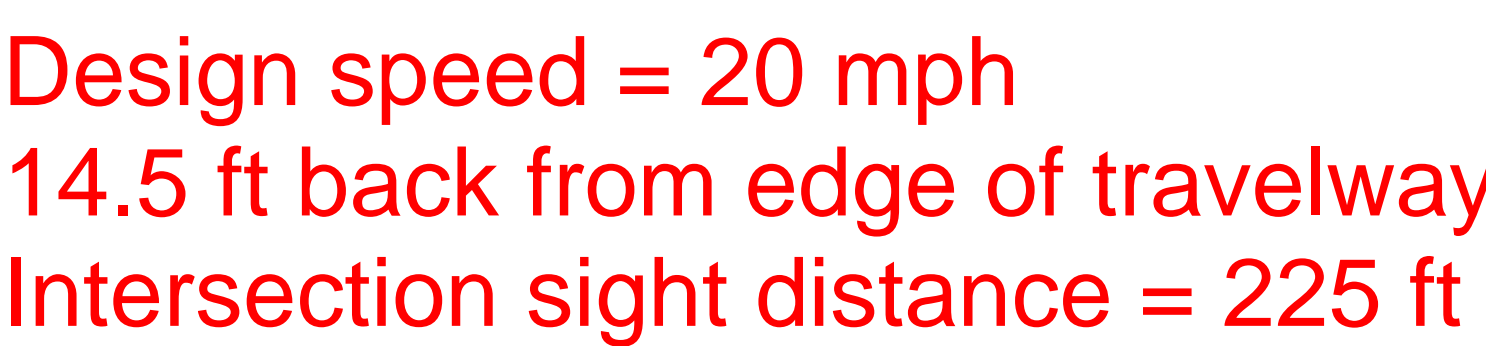 Design speed = 20 mph
14.5 ft back from edge of travelway
Intersection sight distance = 225 ft